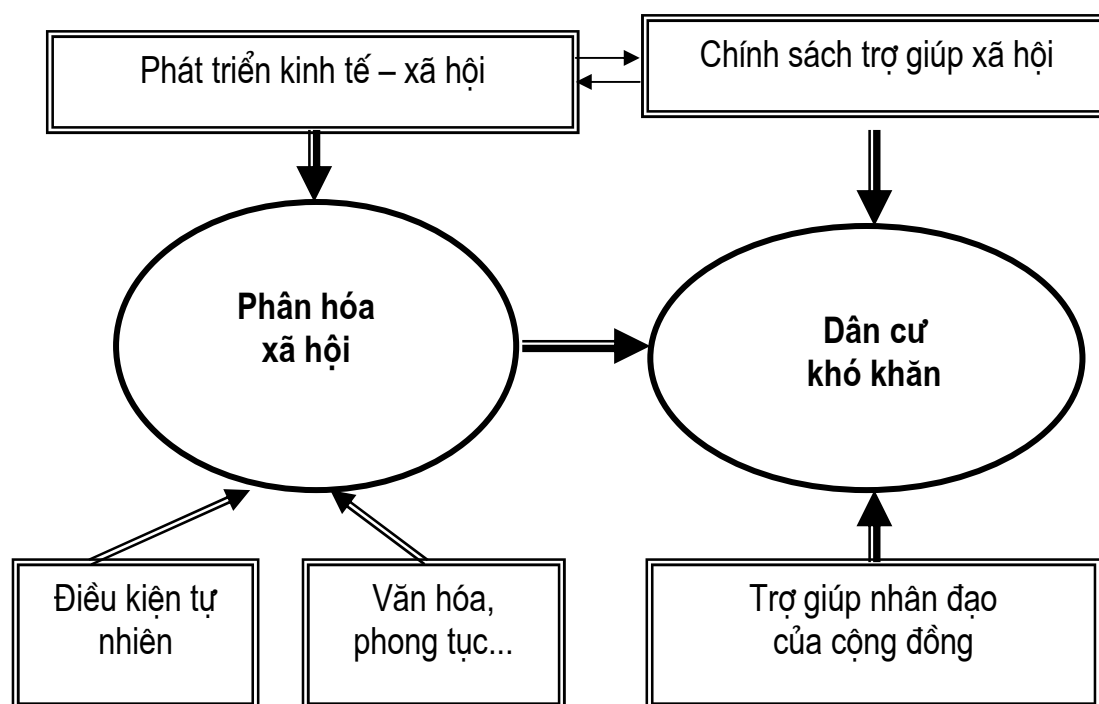 Phát triển kinh tế – xã hội
Chính sách trợ giúp xã hội
Phân hóa
xã hội
Dân cư
khó khăn
Điều kiện tự
nhiên
Văn hóa,
phong tục...
Trợ giúp nhân đạo
của cộng đồng